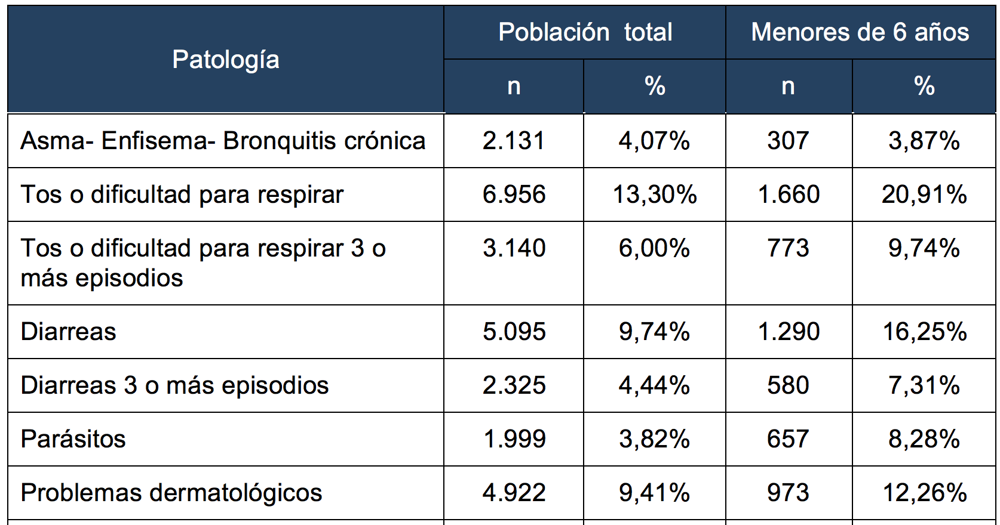 Patología Población total Menores de 6 años
n % n %
Asma- Enfisema- Bronquitis crónica 2.131 4,07% 307 3,87%
Tos o dificultad para respirar 6.956 13,30% 1.660 20,91%
Tos o dificultad para respirar 3 o 3.140 6,00% 773 9,74%
más episodios
Diarreas 5.095 9,74% 1.290 16,25%
Diarreas 3 o más episodios 2.325 4,44% 580 7,31%
Parásitos 1.999 3,82% 657 8,28%
Problemas dermatológicos 4.922 9,41% 973 12,26%